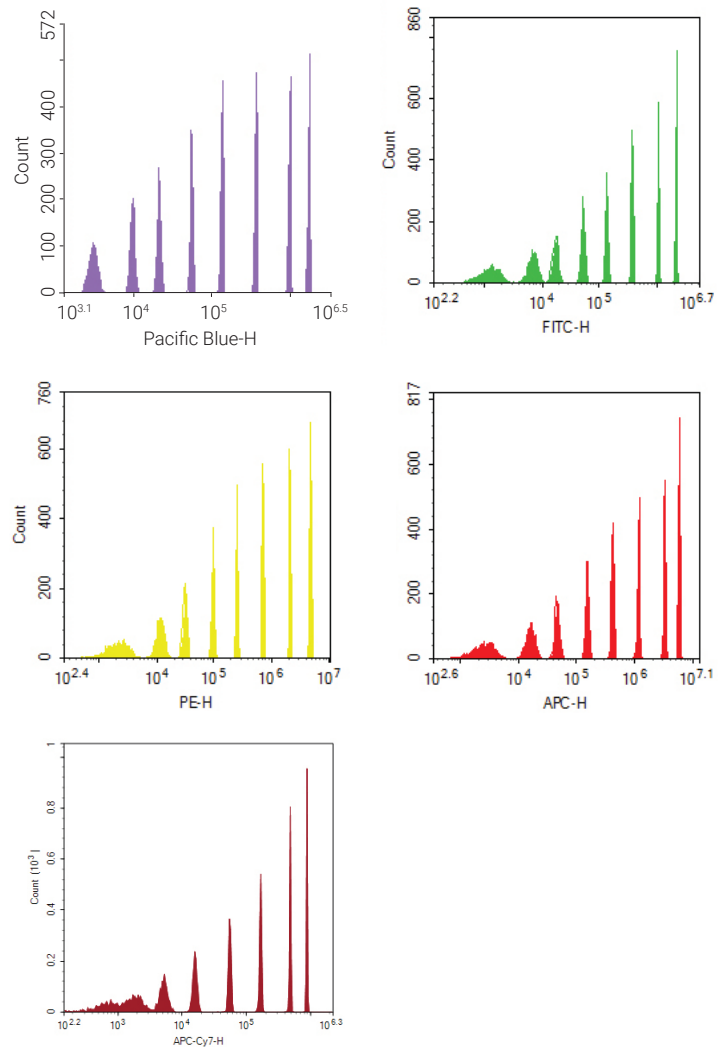 572
400
300
200
100
0
Count
10^3.1 10^4 10^5 10^6.5
Pacific Blue-H
860
600
400
200
0
Count
10^2.2 10^4 10^5 10^6.7
FITC-H
760
600
400
200
0
Count
10^2.4 10^4 10^5 10^6 10^7
PE-H
817
600
400
200
0
Count
10^2.6 10^4 10^5 10^6 10^7.1
APC-H
1
0.8
0.6
0.4
0.2
0
Count (10^3)
10^2.2 10^3 10^4 10^5 10^6.3
APC-Cy7-H